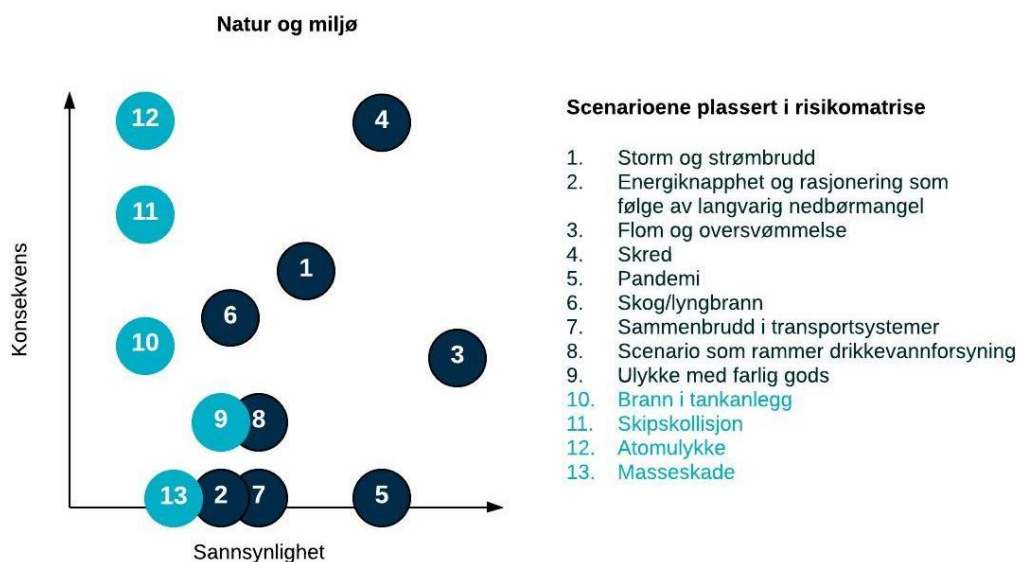 Natur og miljø
Konsekvens
12
4
11
1
6
10
3
9
8
13
2
7
5
Sannsynlighet
Scenarioene plassert i risikomatrise
1. Storm og strømbrudd
2. Energiknapphet og rasjonering som
følge av langvarig nedbørmangel
3. Flom og oversvømmelse
4. Skred
5. Pandemi
6. Skog/lyngbrann
7. Sammenbrudd i transportsystemer
8. Scenario som rammer drikkevannforsyning
9. Ulykke med farlig gods
10. Brann i tankanlegg
11. Skipskollisjon
12. Atomulykke
13. Masseskade